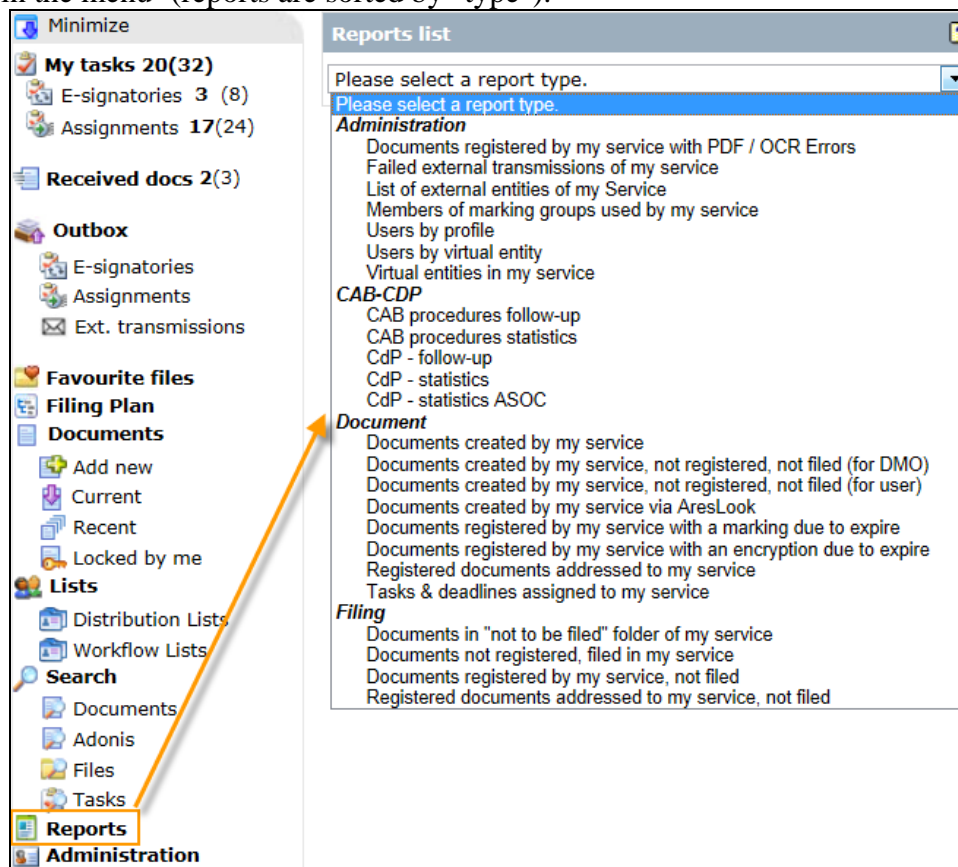 in the menu (reports are sorted by "type").
Minimize
My tasks 20(32)
E-signatories 3 (8)
Assignments 17(24)
Received docs 2(3)
Outbox
E-signatories
Assignments
Ext. transmissions
Favourite files
Filing Plan
Documents
Add new
Current
Recent
Locked by me
Lists
Distribution Lists
Workflow Lists
Search
Documents
Adonis
Files
Tasks
Reports
Administration
Reports list
Please select a report type.
Please select a report type.
Administration
Documents registered by my service with PDF / OCR Errors
Failed external transmissions of my service
List of external entities of my Service
Members of marking groups used by my service
Users by profile
Users by virtual entity
Virtual entities in my service
CAB-CDP
CAB procedures follow-up
CAB procedures statistics
CdP - follow-up
CdP - statistics
CdP - statistics ASOC
Document
Documents created by my service
Documents created by my service, not registered, not filed (for DMO)
Documents created by my service, not registered, not filed (for user)
Documents created by my service via AresLook
Documents registered by my service with a marking due to expire
Documents registered by my service with an encryption due to expire
Registered documents addressed to my service
Tasks & deadlines assigned to my service
Filing
Documents in "not to be filed" folder of my service
Documents not registered, filed in my service
Documents registered by my service, not filed
Registered documents addressed to my service, not filed